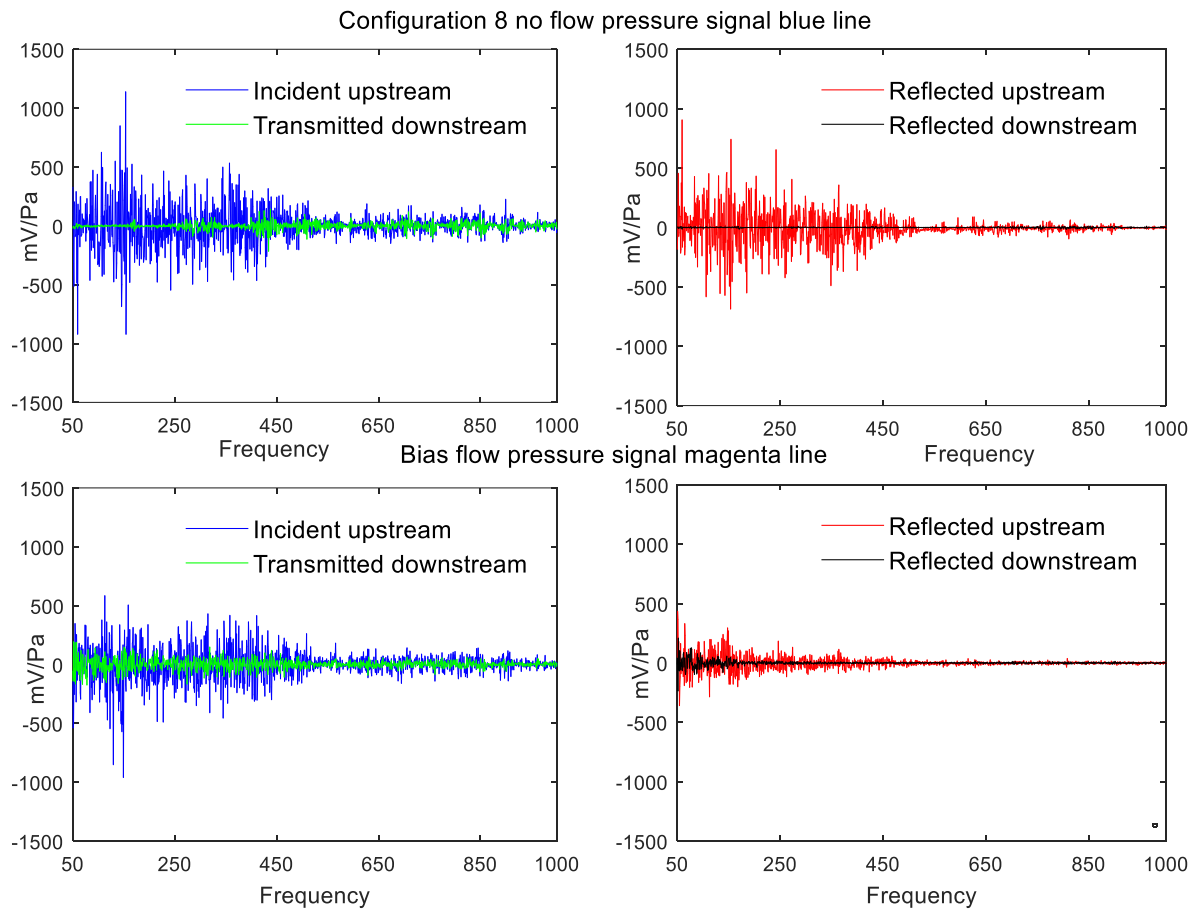 Configuration 8 no flow pressure signal blue line
1500
1000
500
0
-500
-1000
-1500
mV/Pa
Incident upstream
Transmitted downstream
50 250 450 650 850 1000
Frequency
1500
1000
500
0
-500
-1000
-1500
mV/Pa
Reflected upstream
Reflected downstream
50 250 450 650 850 1000
Frequency
Bias flow pressure signal magenta line
1500
1000
500
0
-500
-1000
-1500
mV/Pa
Incident upstream
Transmitted downstream
50 250 450 650 850 1000
Frequency
1500
1000
500
0
-500
-1000
-1500
mV/Pa
Reflected upstream
Reflected downstream
50 250 450 650 850 1000
Frequency